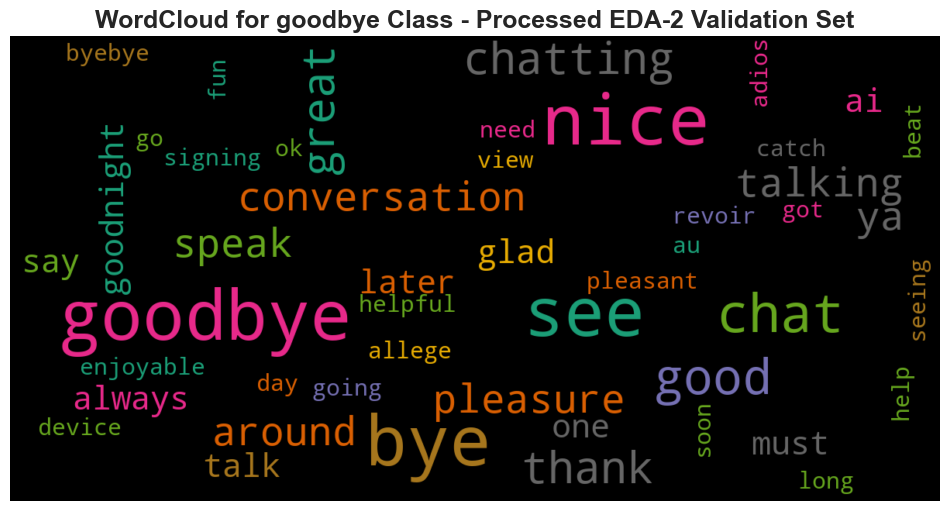 WordCloud for goodbye Class - Processed EDA-2 Validation Set
byebye
fun
great
chatting
nice
adios
ai
beat
go
signing
ok
need
view
catch
goodnight
conversation
talking
revoir
got
ya
say
speak
glad
au
later
pleasant
seeing
goodbye
helpful
see
chat
allege
enjoyable
day
going
good
help
always
pleasure
device
around
bye
one
soon
must
talk
thank
long